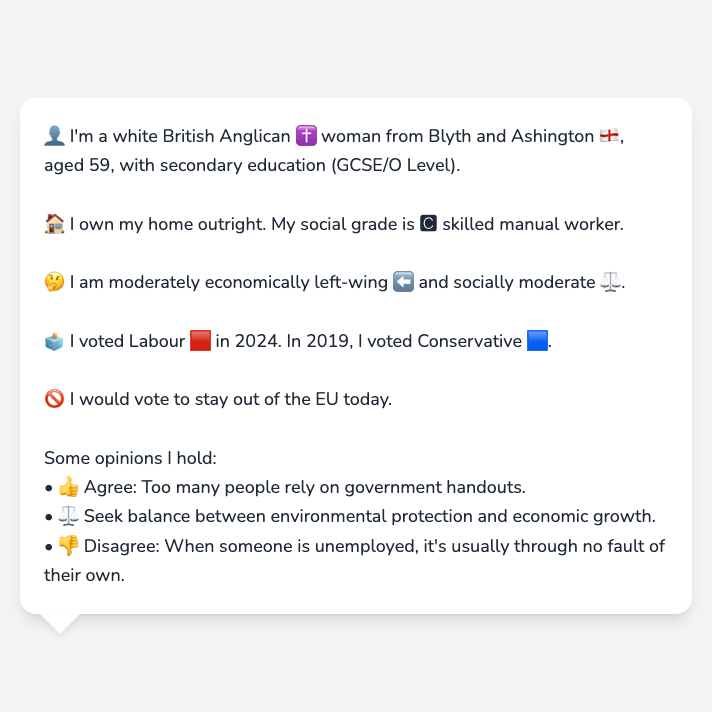 👤 I'm a white British Anglican ✝️ woman from Blyth and Ashington 🏴󠁧󠁢󠁥󠁮󠁧󠁿,
aged 59, with secondary education (GCSE/O Level).
🏠 I own my home outright. My social grade is 🅲 skilled manual worker.
🤔 I am moderately economically left-wing ⬅️ and socially moderate ⚖️.
🗳️ I voted Labour 🟥 in 2024. In 2019, I voted Conservative 🟦.
🚫 I would vote to stay out of the EU today.
Some opinions I hold:
• 👍 Agree: Too many people rely on government handouts.
• ⚖️ Seek balance between environmental protection and economic growth.
• 👎 Disagree: When someone is unemployed, it's usually through no fault of
their own.